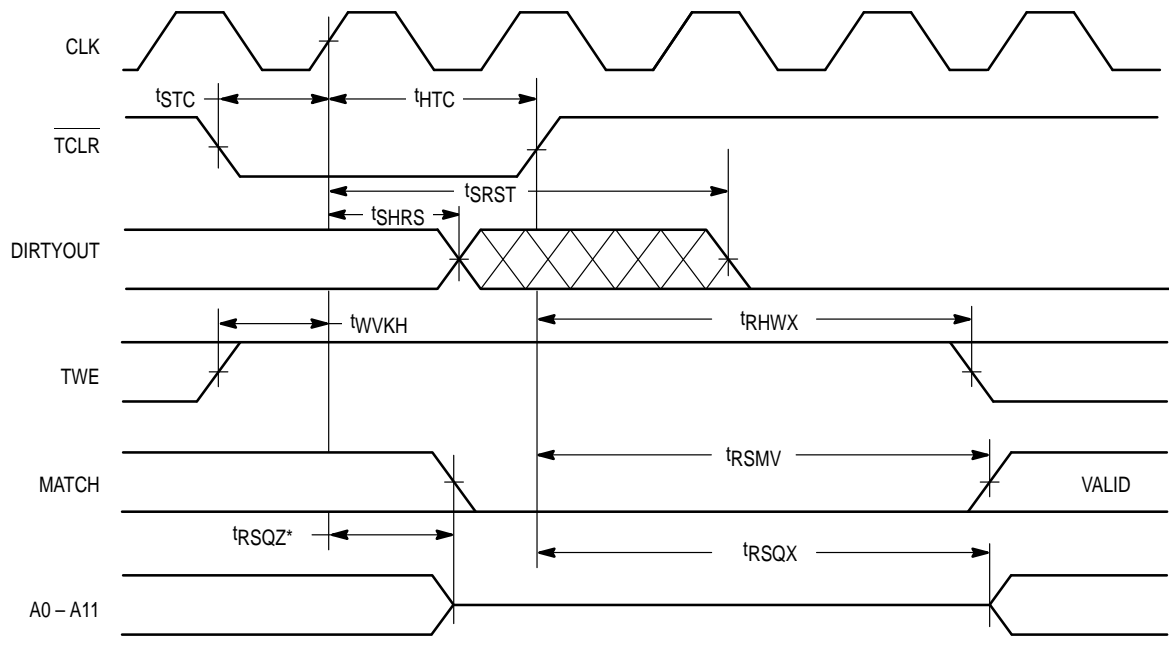 CLK
tSTC
tHTC
TCLR
tSRST
tSHRS
DIRTYOUT
tWVKH
tRHWX
TWE
tRSMV
MATCH
VALID
tRSQZ*
tRSQX
A0 – A11